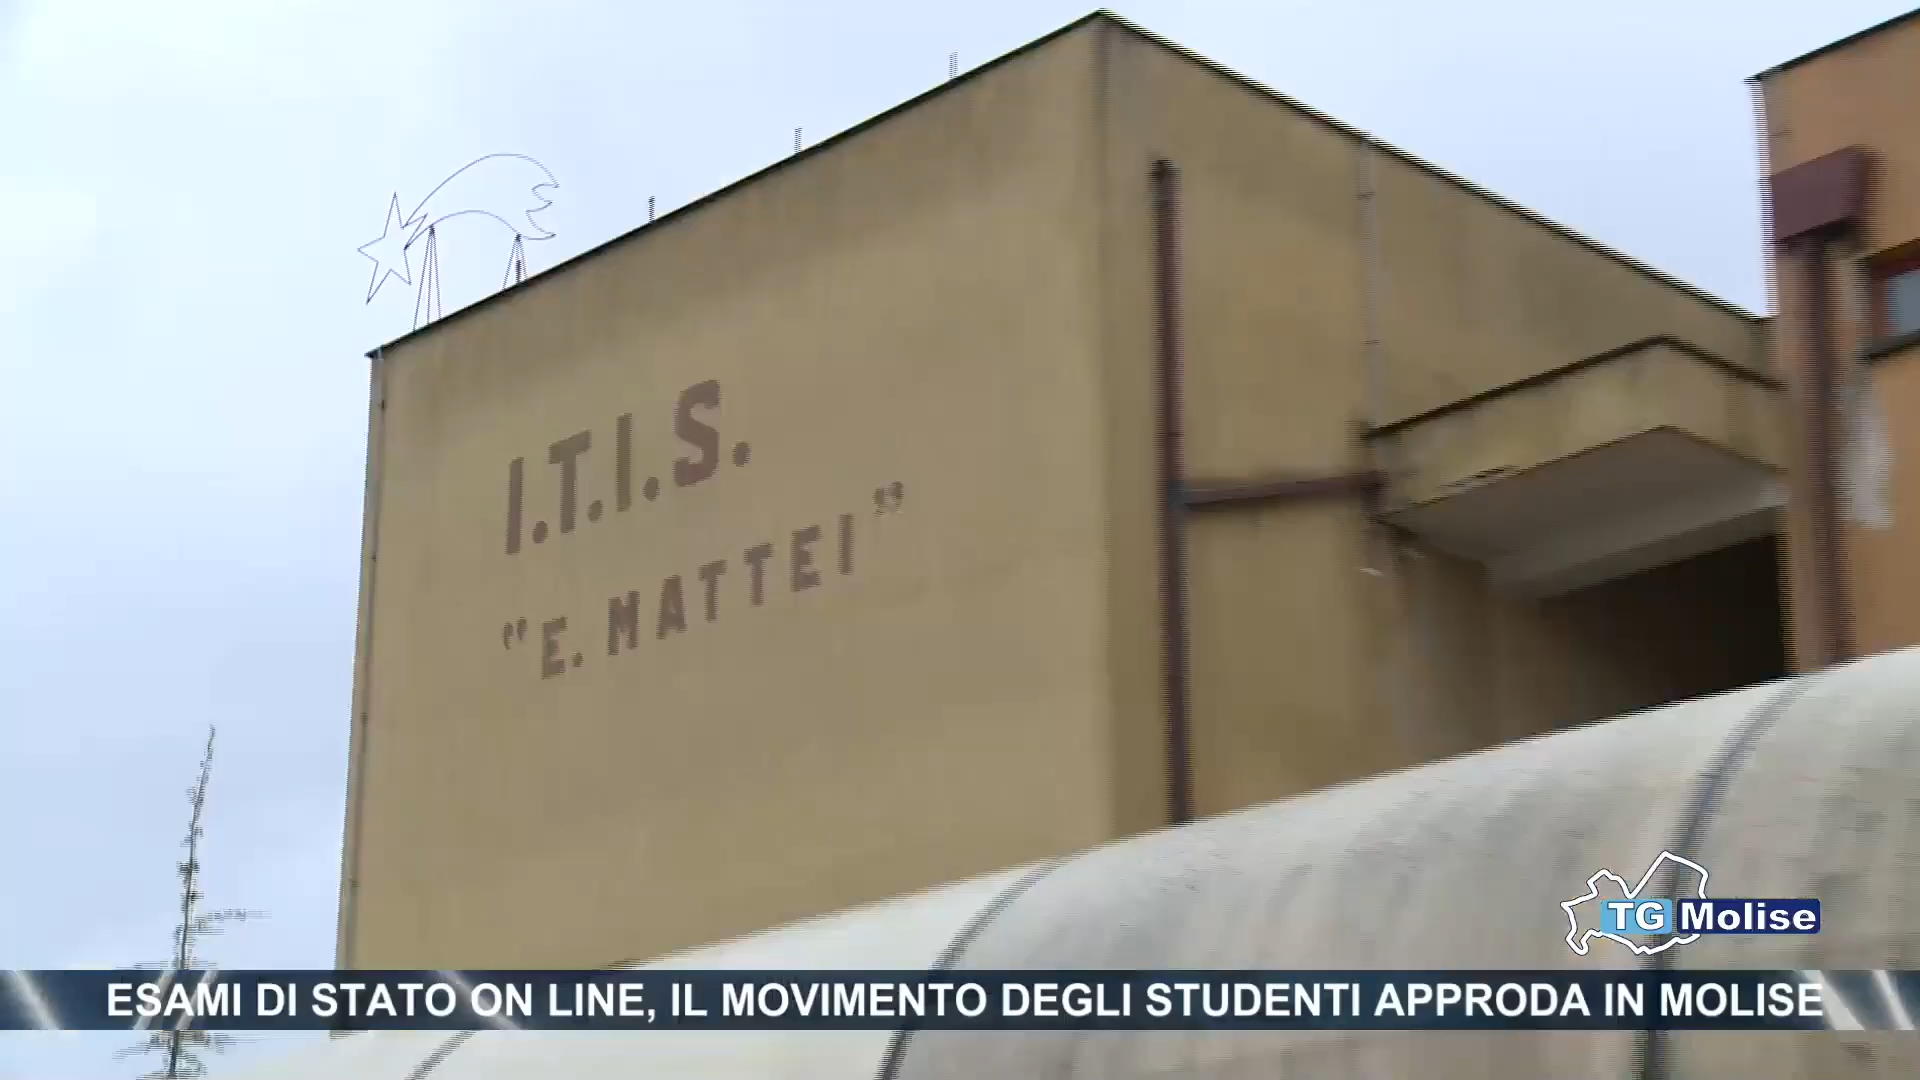 I.T.I.S.
"E. MATTEI"
TG Molise
ESAMI DI STATO ON LINE, IL MOVIMENTO DEGLI STUDENTI APPRODA IN MOLISE